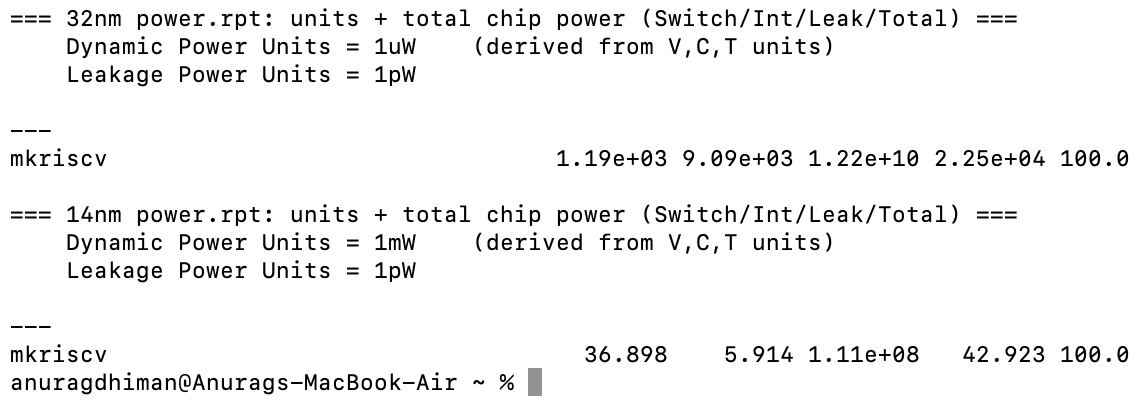 === 32nm power.rpt: units + total chip power (Switch/Int/Leak/Total) ===
    Dynamic Power Units = 1uW    (derived from V,C,T units)
    Leakage Power Units = 1pW

---
mkriscv                                1.19e+03 9.09e+03 1.22e+10 2.25e+04 100.0

=== 14nm power.rpt: units + total chip power (Switch/Int/Leak/Total) ===
    Dynamic Power Units = 1mW    (derived from V,C,T units)
    Leakage Power Units = 1pW

---
mkriscv                                  36.898    5.914 1.11e+08   42.923 100.0
anuragdhiman@Anurags-MacBook-Air ~ %